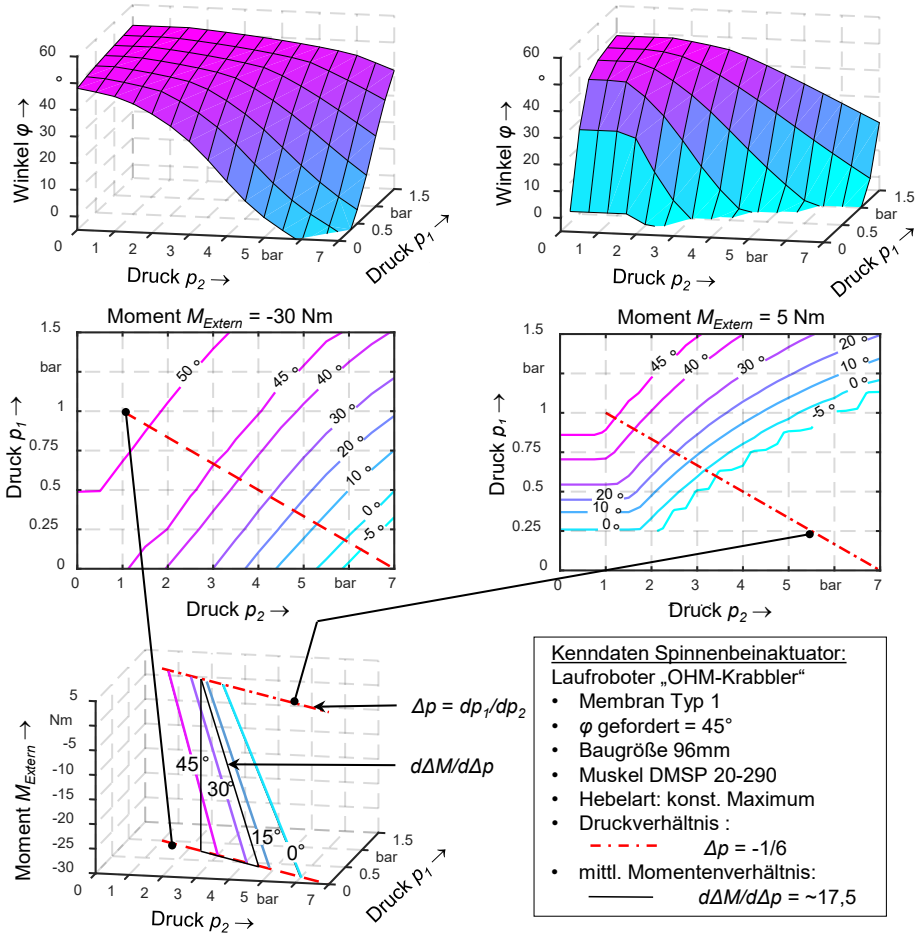 60
°
50
40
30
20
10
0
Winkel φ →
0
1
2
3
4
5
bar
7
Druck p2 →
0
0.5
bar
1.5
Druck p1 →
60
°
50
40
30
20
10
0
Winkel φ →
0
1
2
3
4
5
bar
7
Druck p2 →
0
0.5
bar
1.5
Druck p1 →
Moment MExtern = -30 Nm
1.5
bar
1
0.75
0.5
0.25
0
Druck p1 →
50 °
45 °
40 °
30 °
20 °
10 °
0 °
-5 °
0
1
2
3
4
5
bar
7
Druck p2 →
Moment MExtern = 5 Nm
1.5
bar
1
0.75
0.5
0.25
0
Druck p1 →
45 °
40 °
30 °
20 °
10 °
0 °
-5 °
20 °
10 °
0 °
0
1
2
3
4
5
bar
7
Druck p2 →
5
Nm
-5
-10
-15
-20
-25
-30
Moment MExtern →
45°
30°
15°
0°
0
1
2
3
4
5
bar
7
Druck p2 →
0
0.5
bar
1.5
Druck p1 →
Δp = dp1/dp2
dΔM/dΔp
Kenndaten Spinnenbeinaktuator:
Laufroboter „OHM-Krabbler“
• Membran Typ 1
• φ gefordert = 45°
• Baugröße 96mm
• Muskel DMSP 20-290
• Hebelart: konst. Maximum
• Druckverhältnis :
Δp = -1/6
• mittl. Momentenverhältnis:
dΔM/dΔp = ~17,5